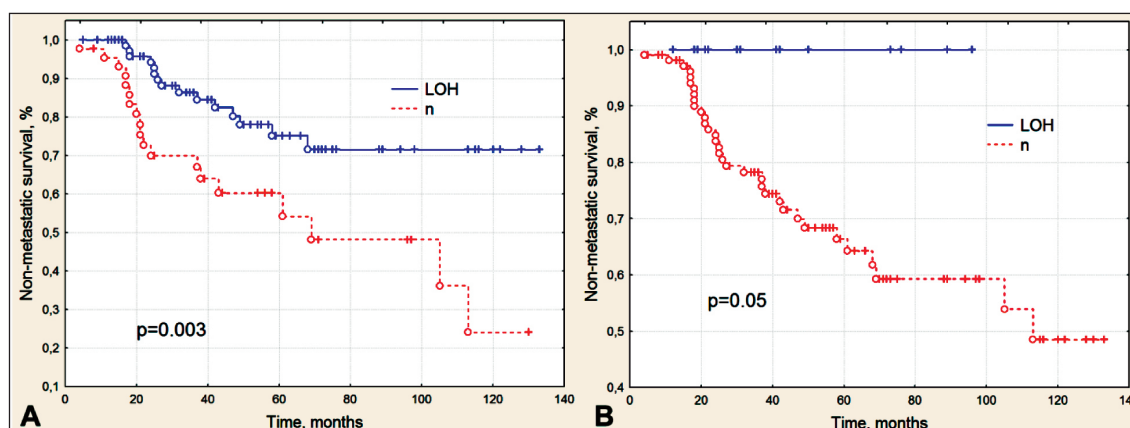 Non-metastatic survival, %
1,0
0,9
0,8
0,7
0,6
0,5
0,4
0,3
0,2
0,1
LOH
n
p=0.003
0 20 40 60 80 100 120 140
A
Time, months
Non-metastatic survival, %
1,0
0,9
0,8
0,7
0,6
0,5
0,4
LOH
n
p=0.05
0 20 40 60 80 100 120 14
B
Time, months